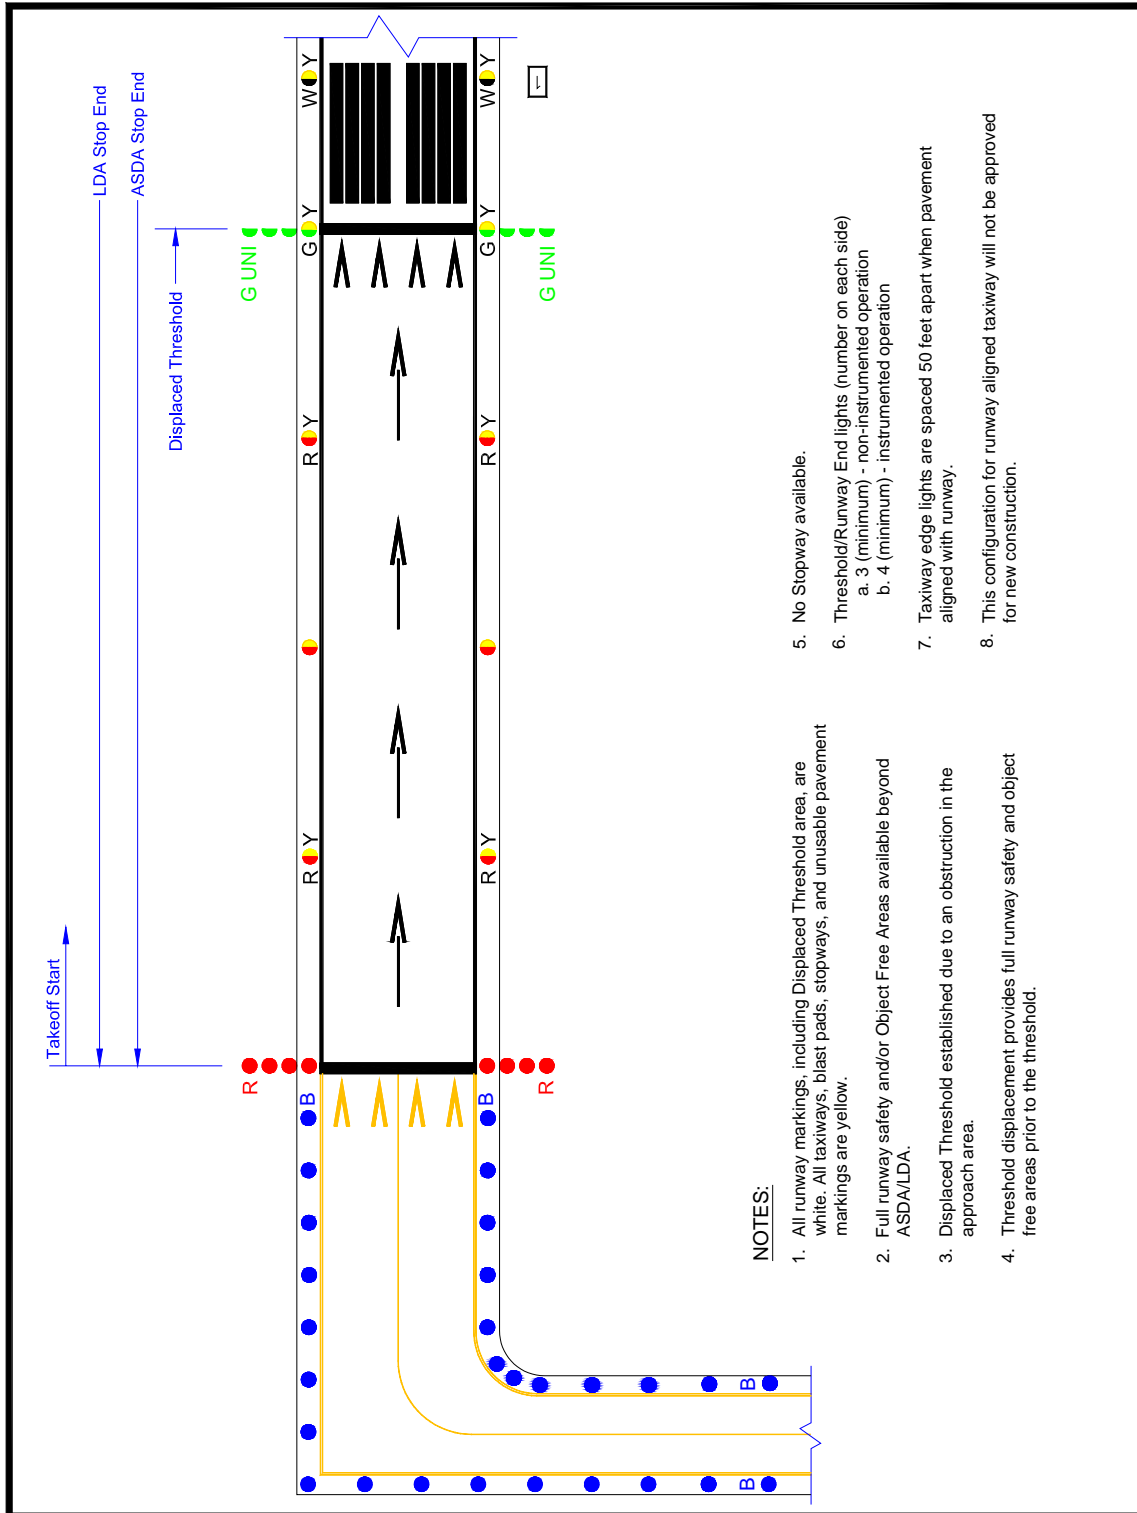 LDA Stop End
ASDA Stop End
Takeoff Start
Displaced Threshold
R
G UNI
B
R Y
R Y
G Y
W Y
B
R Y
R Y
G Y
W Y
R
G UNI
1
B
B
NOTES:
1. All runway markings, including Displaced Threshold area, are
white. All taxiways, blast pads, stopways, and unusable pavement
markings are yellow.
2. Full runway safety and/or Object Free Areas available beyond
ASDA/LDA.
3. Displaced Threshold established due to an obstruction in the
approach area.
4. Threshold displacement provides full runway safety and object
free areas prior to the threshold.
5. No Stopway available.
6. Threshold/Runway End lights (number on each side)
a. 3 (minimum) - non-instrumented operation
b. 4 (minimum) - instrumented operation
7. Taxiway edge lights are spaced 50 feet apart when pavement
aligned with runway.
8. This configuration for runway aligned taxiway will not be approved
for new construction.